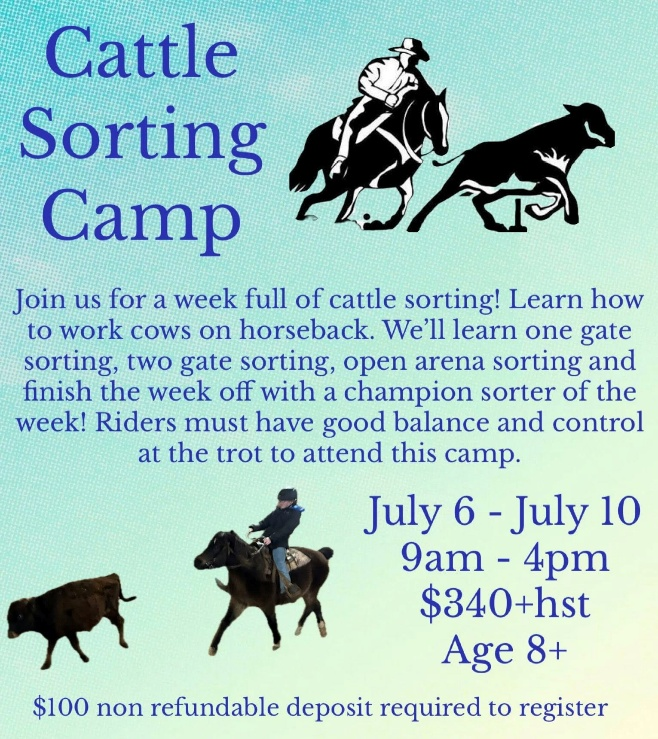 Cattle
Sorting
Camp
Join us for a week full of cattle sorting! Learn how
to work cows on horseback. We’ll learn one gate
sorting, two gate sorting, open arena sorting and
finish the week off with a champion sorter of the
week! Riders must have good balance and control
at the trot to attend this camp.
July 6 - July 10
9am - 4pm
$340+hst
Age 8+
$100 non refundable deposit required to register